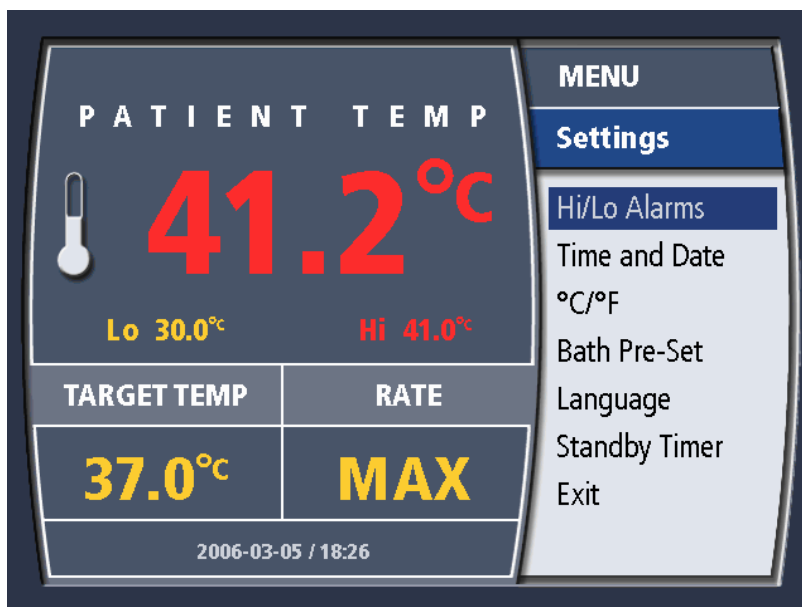 PATIENT TEMP
41.2°C
Lo 30.0°C
Hi 41.0°C
TARGET TEMP
RATE
37.0°C
MAX
2006-03-05 / 18:26
MENU
Settings
Hi/Lo Alarms
Time and Date
°C/°F
Bath Pre-Set
Language
Standby Timer
Exit